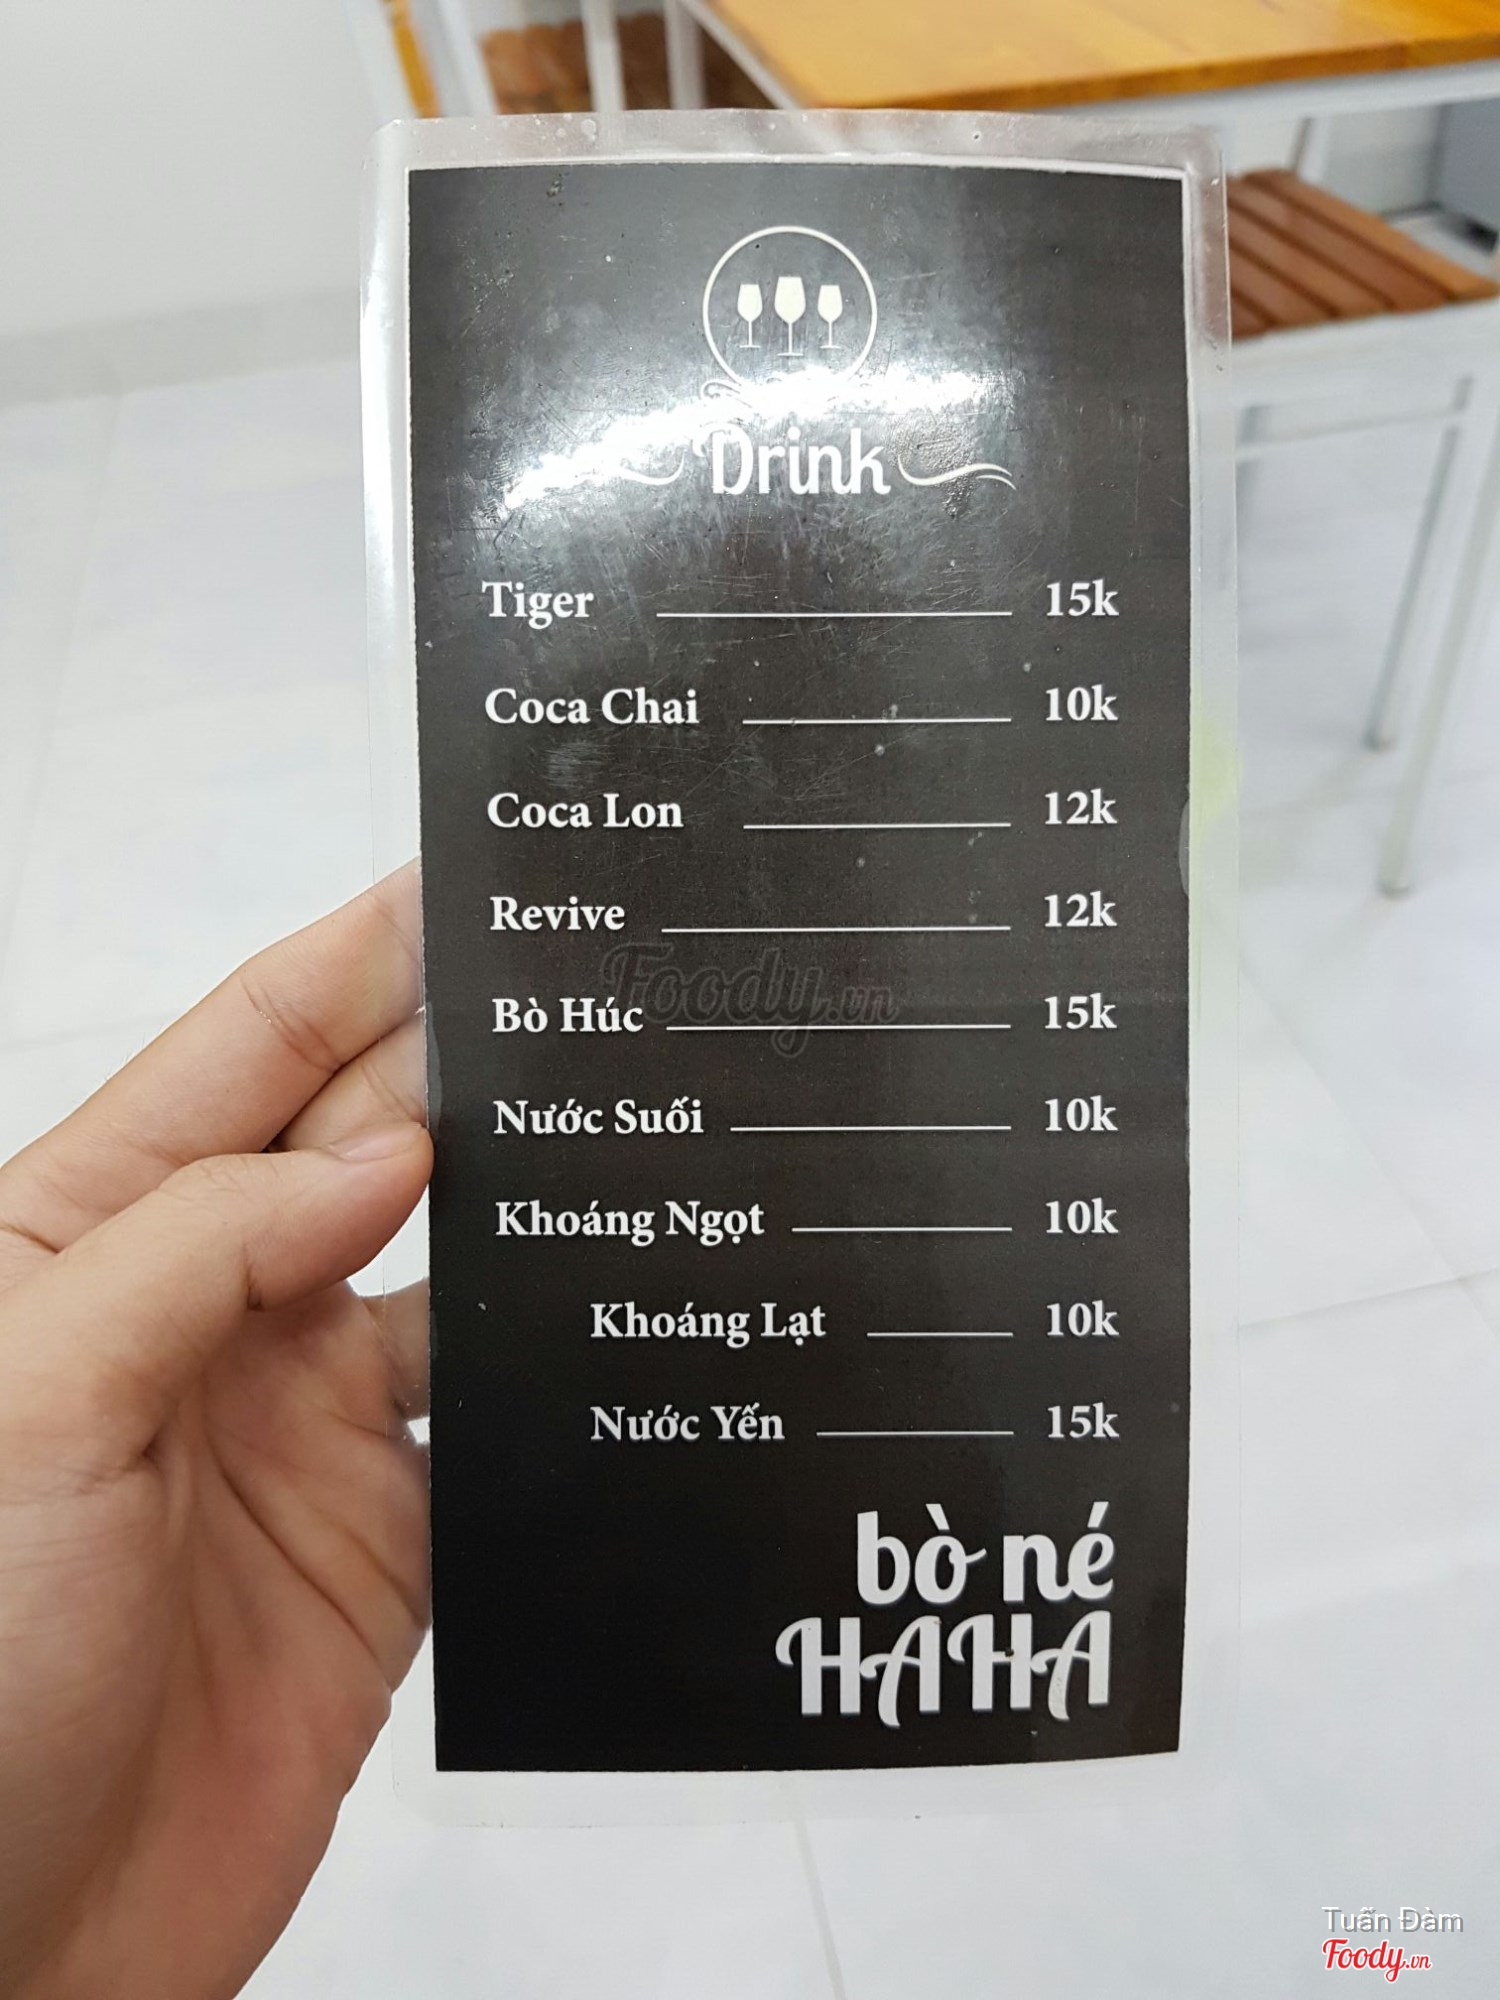 Drink
Tiger 15k
Coca Chai 10k
Coca Lon 12k
Revive 12k
Foody.vn
Bò Húc 15k
Nước Suối 10k
Khoáng Ngọt 10k
Khoáng Lạt 10k
Nước Yến 15k
bò né
HAHA
Tuấn Đàm
Foody.vn